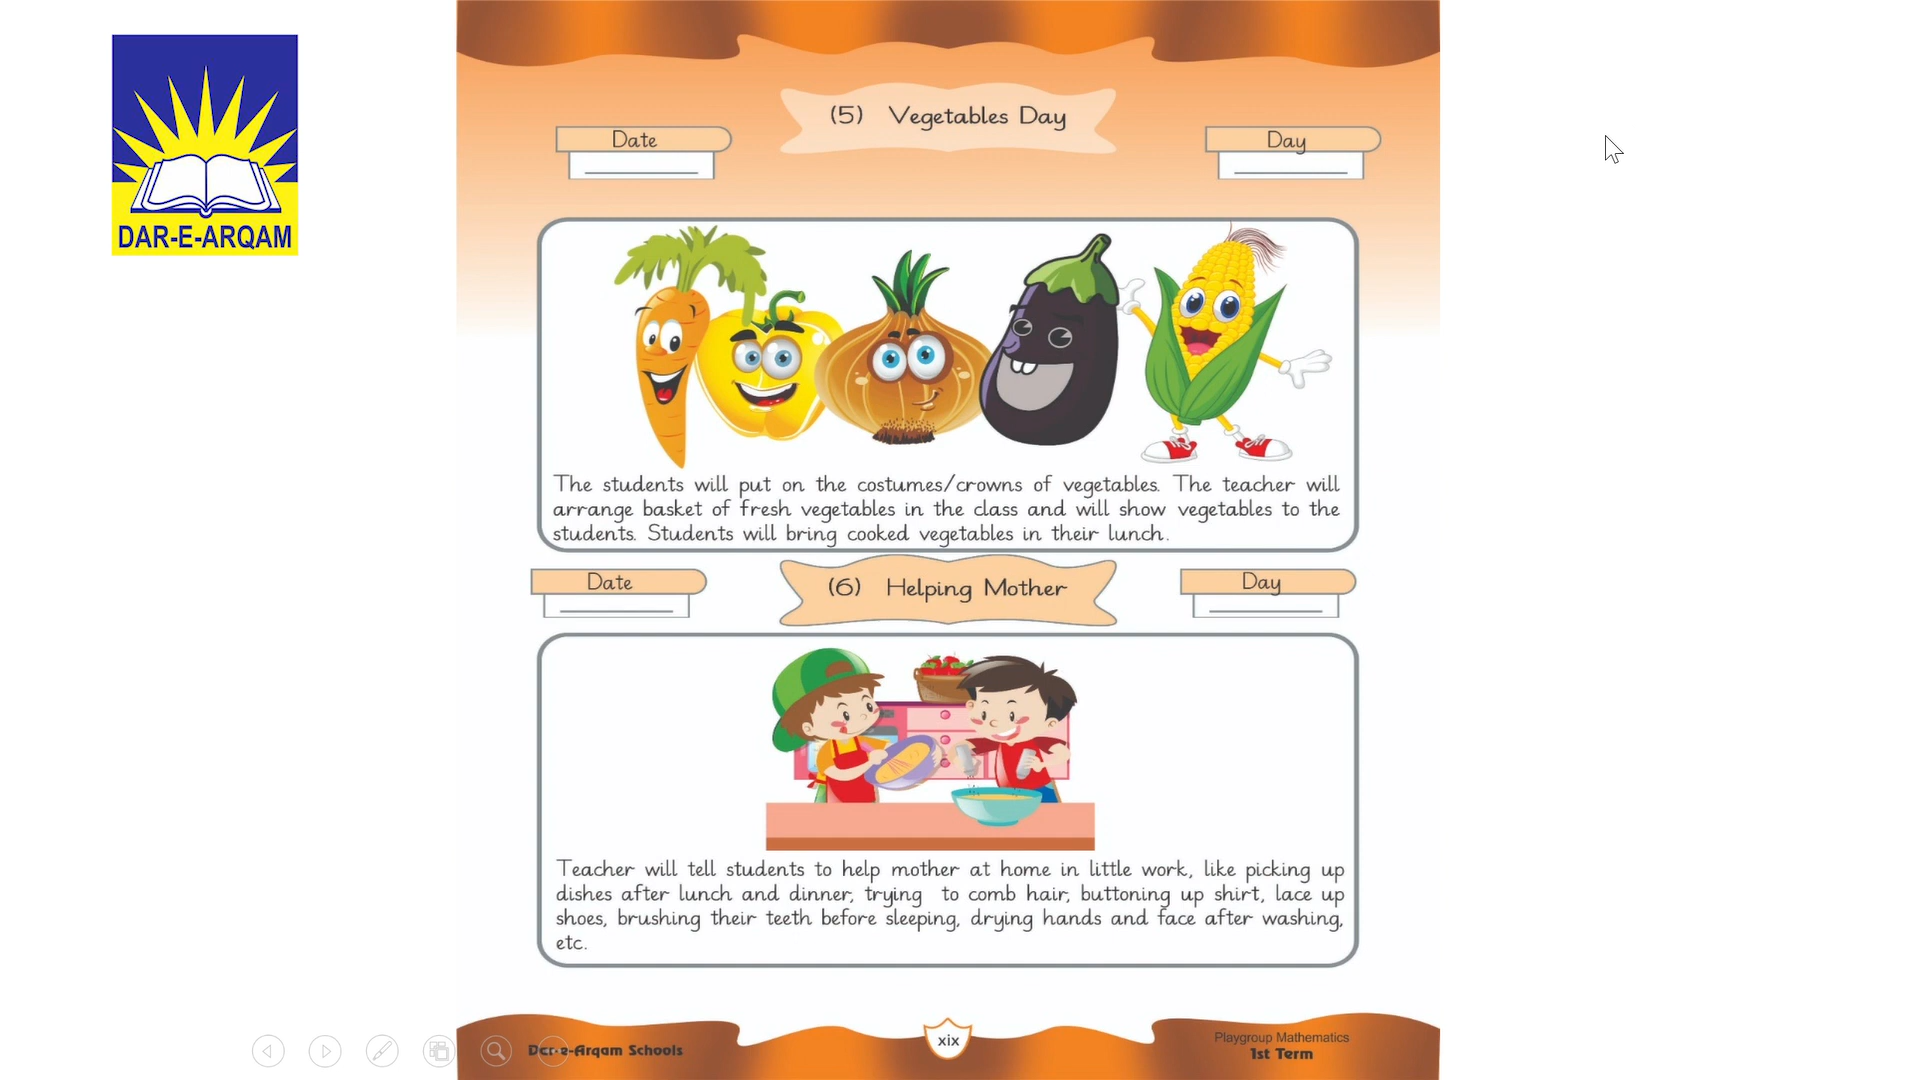 DAR-E-ARQAM
(5) Vegetables Day
Date
Day
The students will put on the costumes/crowns of vegetables. The teacher will
arrange basket of fresh vegetables in the class and will show vegetables to the
students. Students will bring cooked vegetables in their lunch.
Date
(6) Helping Mother
Day
Teacher will tell students to help mother at home in little work, like picking up
dishes after lunch and dinner, trying to comb hair, buttoning up shirt, lace up
shoes, brushing their teeth before sleeping, drying hands and face after washing,
etc.
Dar-e-Arqam Schools
xix
Playgroup Mathematics
1st Term